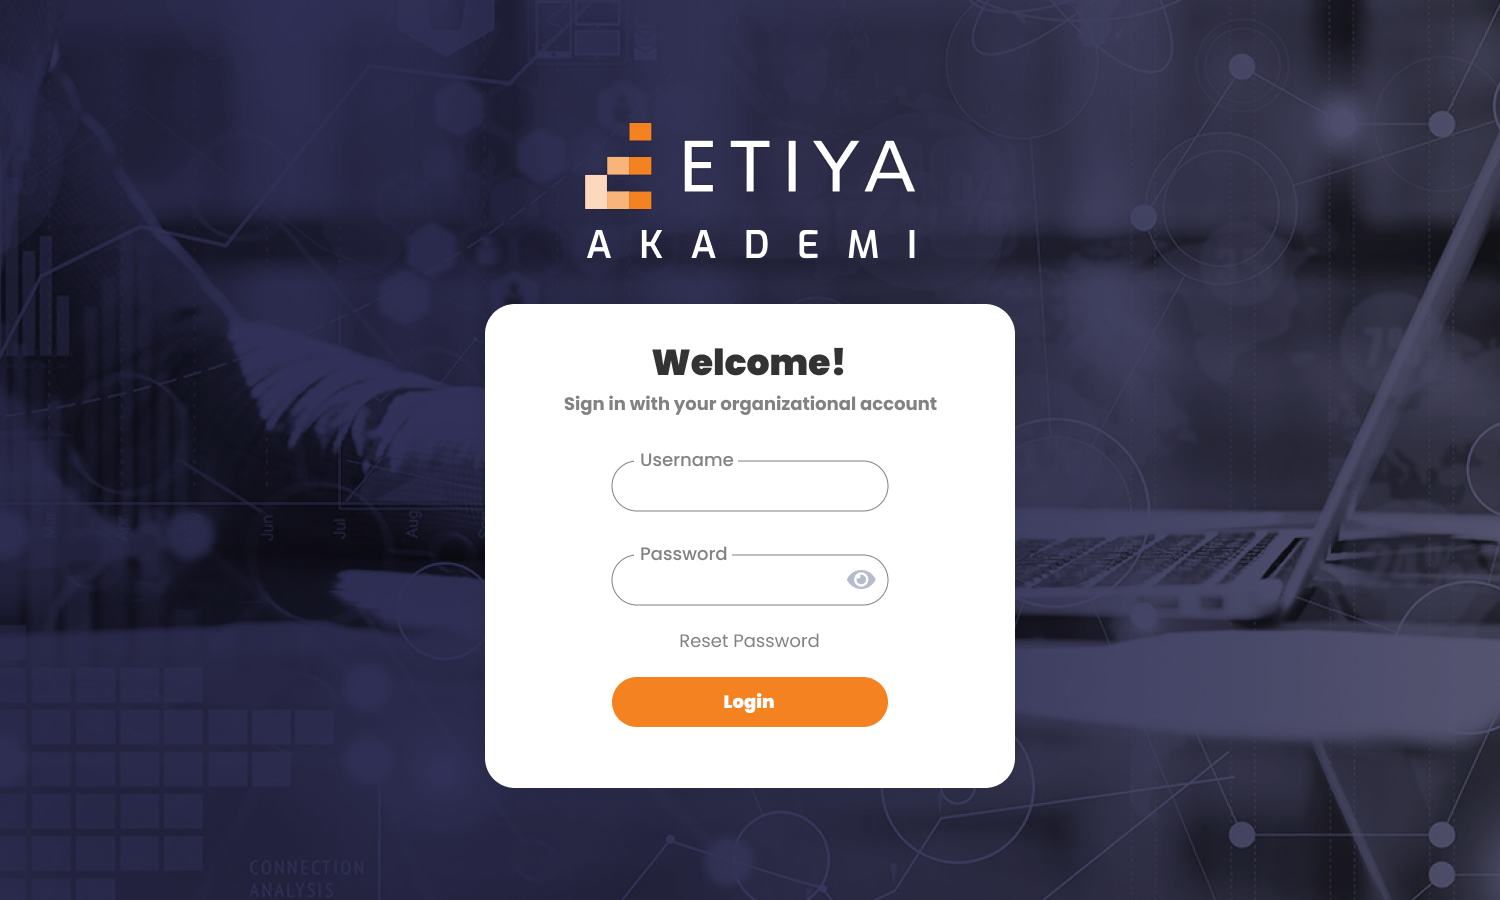 ETIYA
AKADEMI
Welcome!
Sign in with your organizational account
Username
Password
Reset Password
Login
Jun
Jul
Aug
CONNECTION
ANALYSIS